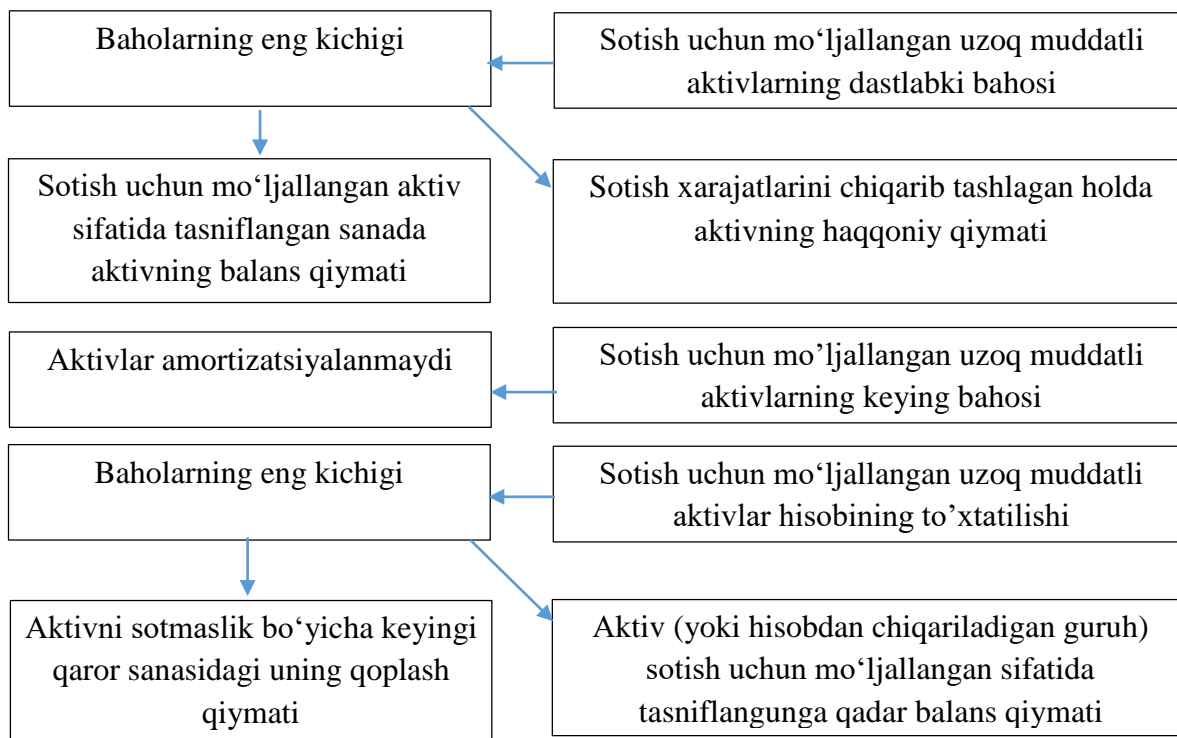 Baholarning eng kichigi
Sotish uchun mo‘ljallangan uzoq muddatli
aktivlarning dastlabki bahosi
Sotish uchun mo‘ljallangan aktiv
sifatida tasniflangan sanada
aktivning balans qiymati
Sotish xarajatlarini chiqarib tashlagan holda
aktivning haqqoniy qiymati
Aktivlar amortizatsiyalanmaydi
Sotish uchun mo’ljallangan uzoq muddatli
aktivlarning keying bahosi
Baholarning eng kichigi
Sotish uchun mo‘ljallangan uzoq muddatli
aktivlar hisobining to’xtatilishi
Aktivni sotmaslik bo‘yicha keyingi
qaror sanasidagi uning qoplash
qiymati
Aktiv (yoki hisobdan chiqariladigan guruh)
sotish uchun mo‘ljallangan sifatida
tasniflangunga qadar balans qiymati